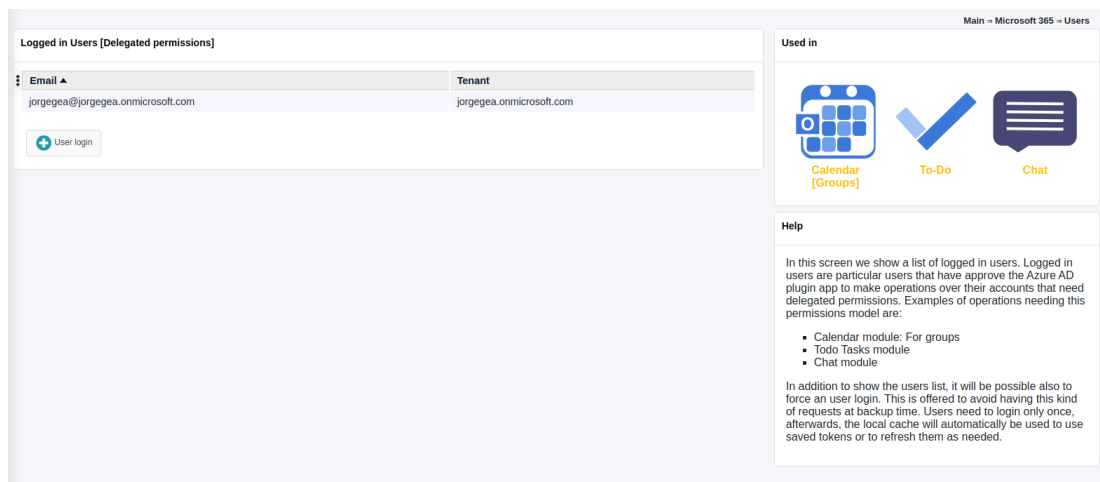 Main ⇒ Microsoft 365 ⇒ Users
Logged in Users [Delegated permissions]
Email
Tenant
jorgegea@jorgegea.onmicrosoft.com
jorgegea.onmicrosoft.com
User login
Used in
O
Calendar
[Groups]
To-Do
Chat
Help
In this screen we show a list of logged in users. Logged in
users are particular users that have approve the Azure AD
plugin app to make operations over their accounts that need
delegated permissions. Examples of operations needing this
permissions model are:
Calendar module: For groups
Todo Tasks module
Chat module
In addition to show the users list, it will be possible also to
force an user login. This is offered to avoid having this kind
of requests at backup time. Users need to login only once,
afterwards, the local cache will automatically be used to use
saved tokens or to refresh them as needed.